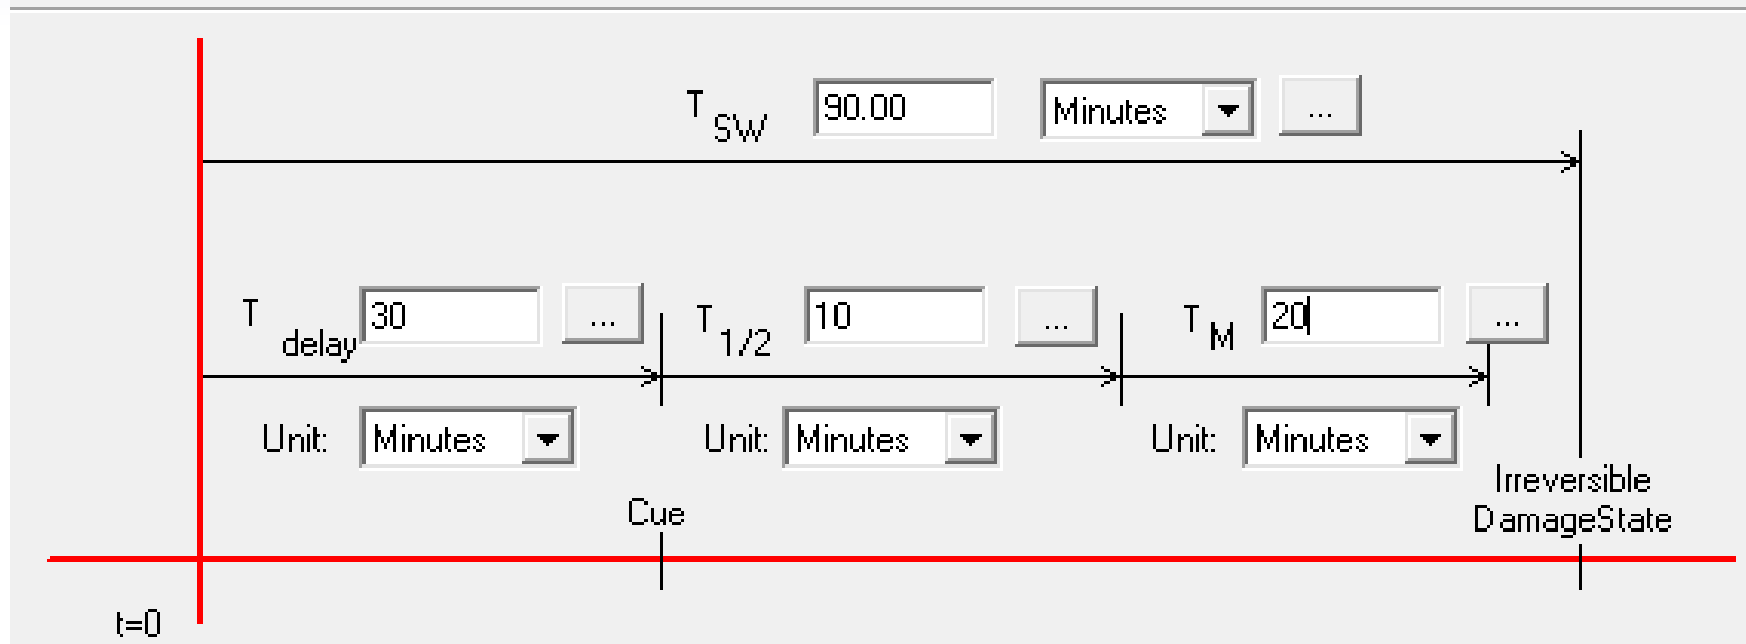 T SW 90.00 Minutes ...
T delay 30 ... T 1/2 10 ... T M 20 ...
Unit: Minutes Unit: Minutes Unit: Minutes
Irreversible
Cue DamageState
t=0